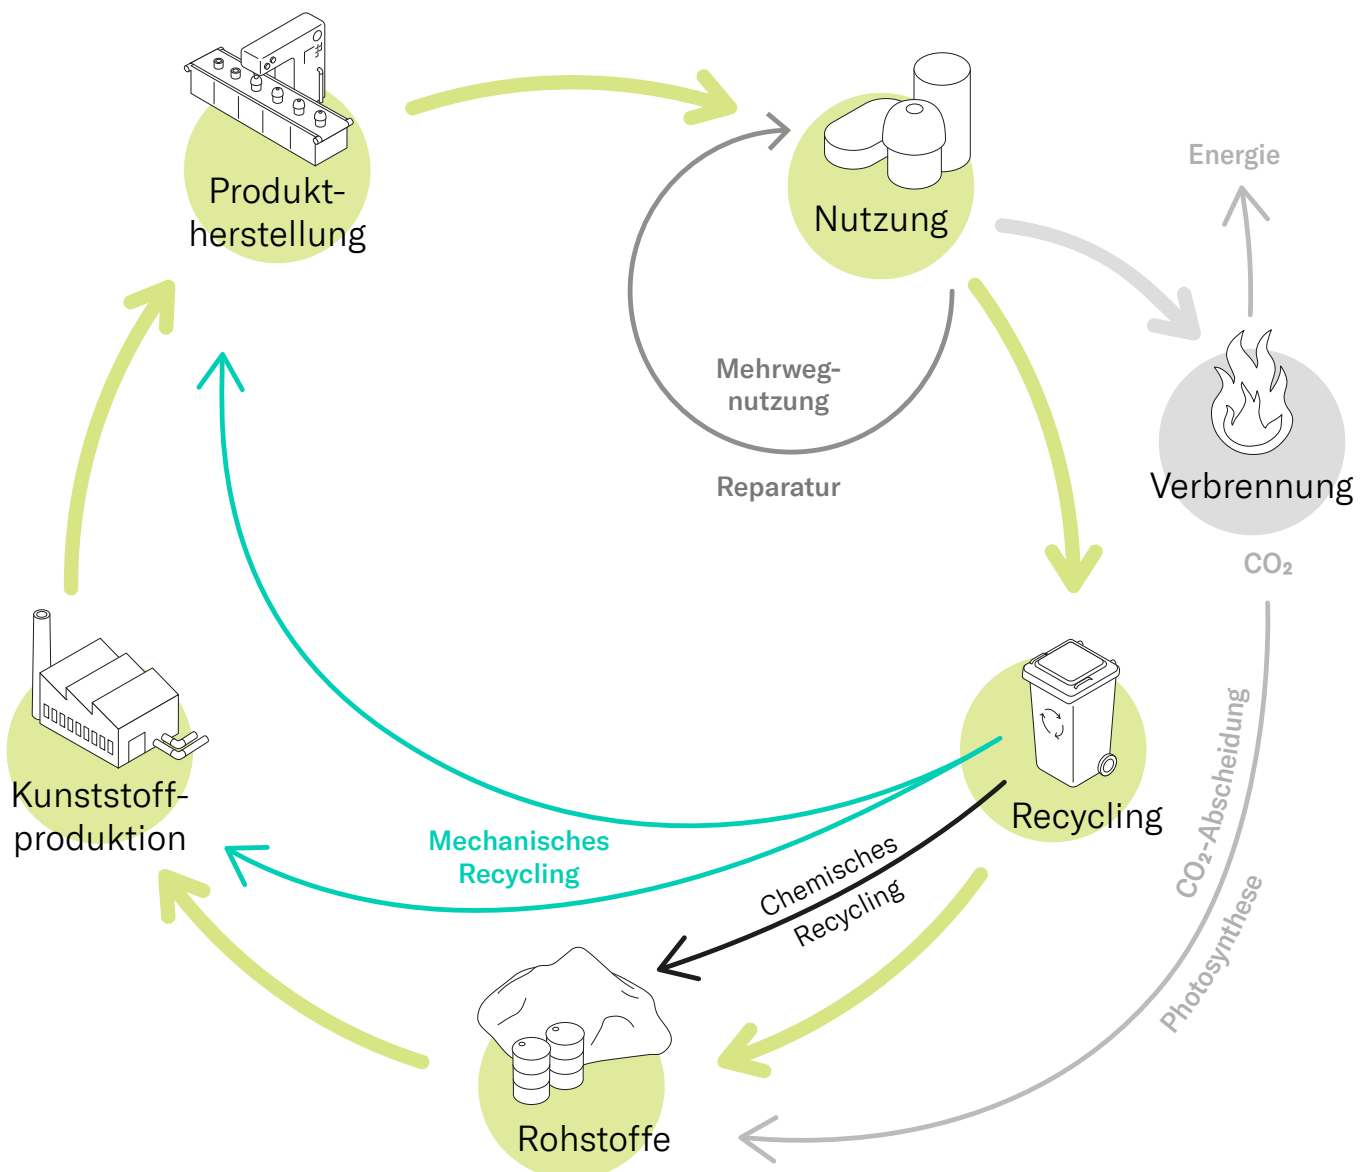 Produkt-
herstellung
Nutzung
Energie
Mehrweg-
nutzung
Reparatur
Verbrennung
CO₂
Kunststoff-
produktion
Recycling
Mechanisches
Recycling
Chemisches
Recycling
CO₂-Abscheidung
Photosynthese
Rohstoffe